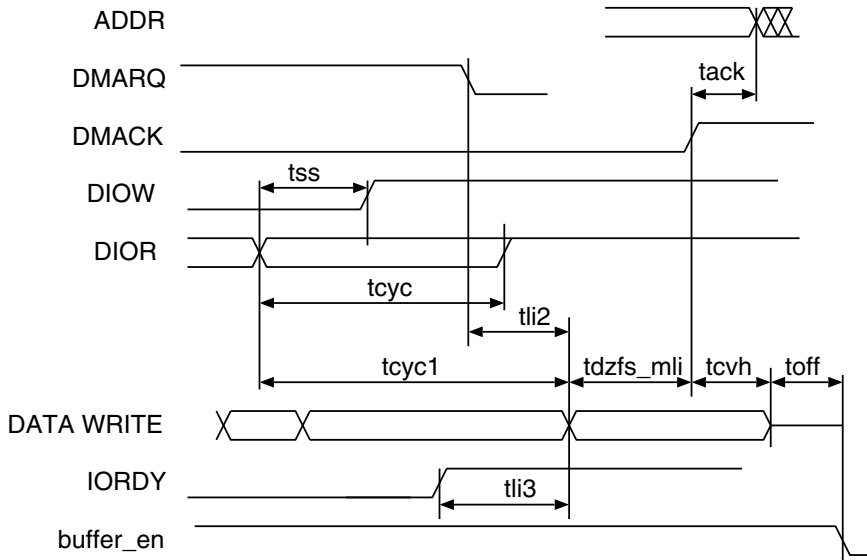 ADDR
DMARQ
tack
DMACK
tss
DIOW
DIOR
tcyc
tli2
tcyc1 tdzfs_mli tcvh toff
DATA WRITE
IORDY
tli3
buffer_en